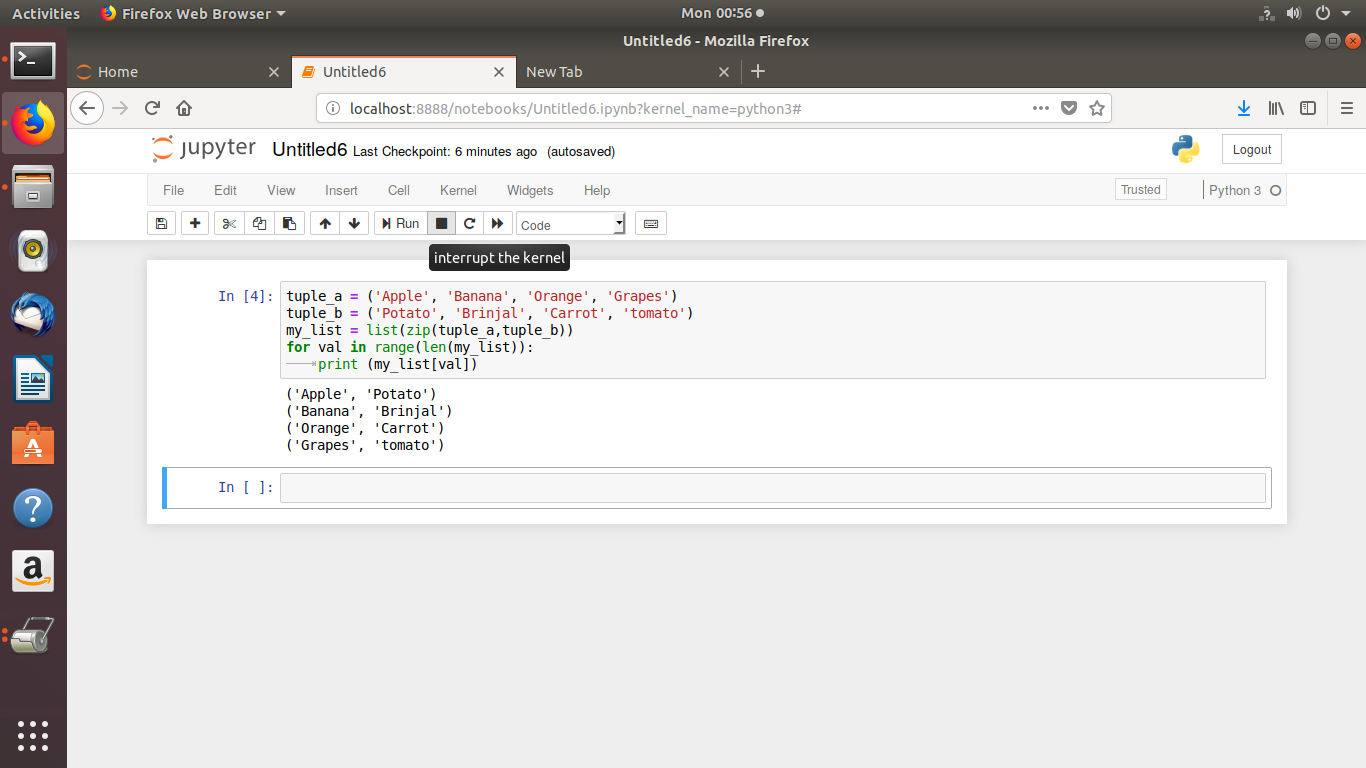 Activities Firefox Web Browser Mon 00:56
Untitled6 - Mozilla Firefox
Home Untitled6 New Tab
localhost:8888/notebooks/Untitled6.ipynb?kernel_name=python3#
jupyter Untitled6 Last Checkpoint: 6 minutes ago (autosaved) Logout
File Edit View Insert Cell Kernel Widgets Help Trusted Python 3
Run Code
interrupt the kernel
In [4]: tuple_a = ('Apple', 'Banana', 'Orange', 'Grapes')
tuple_b = ('Potato', 'Brinjal', 'Carrot', 'tomato')
my_list = list(zip(tuple_a,tuple_b))
for val in range(len(my_list)):
print (my_list[val])
('Apple', 'Potato')
('Banana', 'Brinjal')
('Orange', 'Carrot')
('Grapes', 'tomato')
In [ ]: